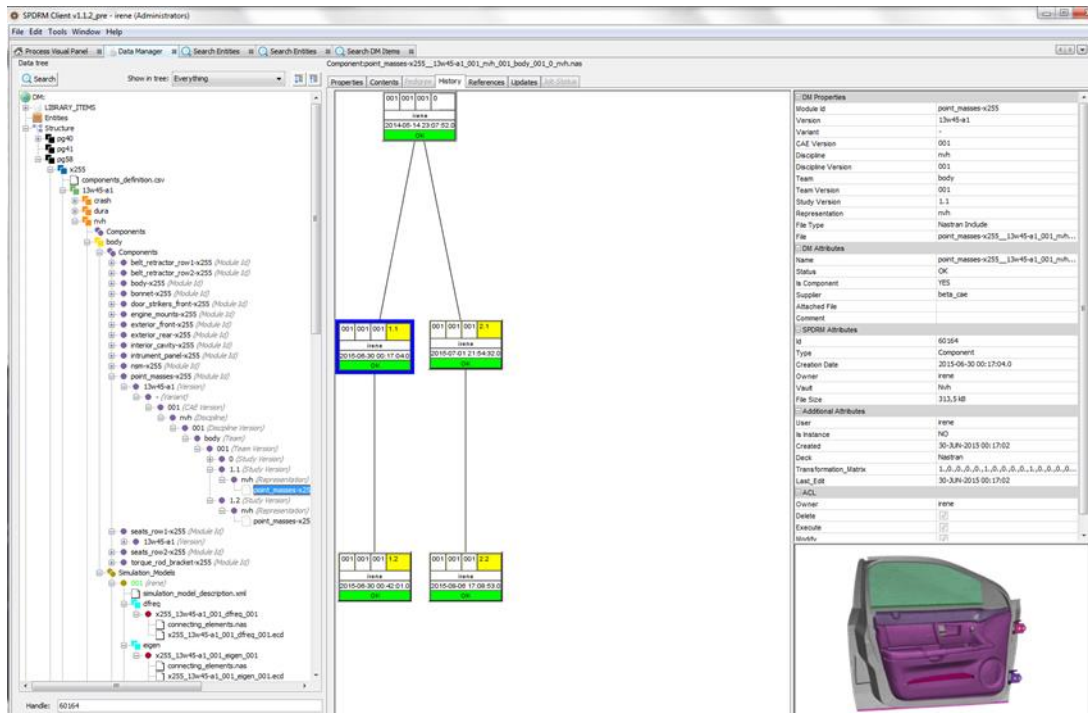 SPDRM Client v1.1.2_pre - irene (Administrators)
File Edit Tools Window Help
Process Visual Panel Data Manager Search Entities Search Entities Search DM Items
Data tree
Component:point_masses-x255__13w45-a1_001_nvh_001_body_001_0_nvh.nas
Search Show in tree: Everything
Properties Contents History References Updates Job Status
DM:
LIBRARY_ITEMS
Entities
Structure
pg40
pg41
pg58
x255
components_definition.csv
13w45-a1
crash
dura
nvh
Components
body
Components
belt_retractor_row1-x255 (Module Id)
belt_retractor_row2-x255 (Module Id)
body-x255 (Module Id)
bonnet-x255 (Module Id)
door_strikers_front-x255 (Module Id)
engine_mounts-x255 (Module Id)
exterior_front-x255 (Module Id)
exterior_rear-x255 (Module Id)
interior_cavity-x255 (Module Id)
intrument_panel-x255 (Module Id)
nsm-x255 (Module Id)
point_masses-x255 (Module Id)
13w45-a1 (Version)
- (Variant)
001 (CAE Version)
nvh (Discipline)
001 (Discipline Version)
body (Team)
001 (Team Version)
0 (Study Version)
1.1 (Study Version)
nvh (Representation)
point_masses-x25
1.2 (Study Version)
nvh (Representation)
point_masses-x25
seats_row1-x255 (Module Id)
13w45-a1 (Version)
seats_row2-x255 (Module Id)
torque_rod_bracket-x255 (Module Id)
Simulation_Models
001 (irene)
simulation_model_description.xml
dfreq
x255_13w45-a1_001_dfreq_001
connecting_elements.nas
x255_13w45-a1_001_dfreq_001.ecd
eigen
x255_13w45-a1_001_eigen_001
connecting_elements.nas
x255_13w45-a1_001_eigen_001.ecd
Handle: 60164
001 001 001 0
irene
2014-05-14 23:07:52.0
OK
001 001 001 1.1
irene
2015-06-30 00:17:04.0
OK
001 001 001 2.1
irene
2015-07-01 21:54:32.0
OK
001 001 001 1.2
irene
2015-06-30 00:42:01.0
OK
001 001 001 2.2
irene
OK
DM Properties
Module Id point_masses-x255
Version 13w45-a1
Variant -
CAE Version 001
Discipline nvh
Discipline Version 001
Team body
Team Version 001
Study Version 1.1
Representation nvh
File Type Nastran Include
File point_masses-x255__13w45-a1_001_nvh...
DM Attributes
Name point_masses-x255__13w45-a1_001_nvh...
Status OK
Is Component YES
Supplier beta_cae
Attached File
Comment
SPDRM Attributes
Id 60164
Type Component
Creation Date 2015-06-30 00:17:04.0
Owner irene
Vault Nvh
File Size 313,5 kB
Additional Attributes
User irene
Is Instance NO
Created 30-JUN-2015 00:17:02
Deck Nastran
Transformation_Matrix
Last_Edit 30-JUN-2015 00:17:02
ACL
Owner irene
Delete
Execute
Modify